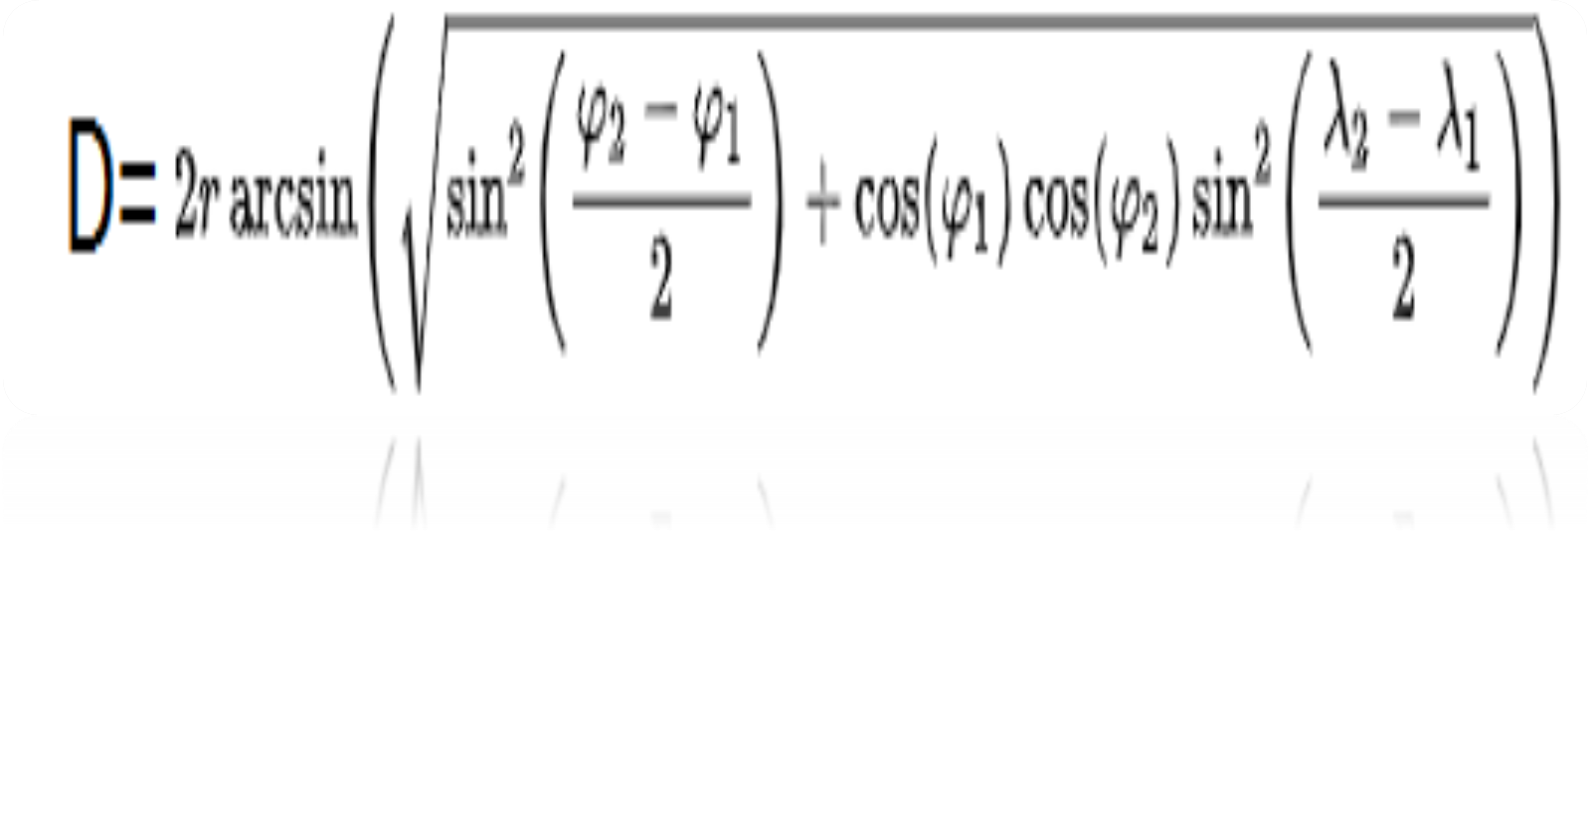 D= 2r arcsin(√(sin²((φ₂ − φ₁)/2) + cos(φ₁) cos(φ₂) sin²((λ₂ − λ₁)/2)))